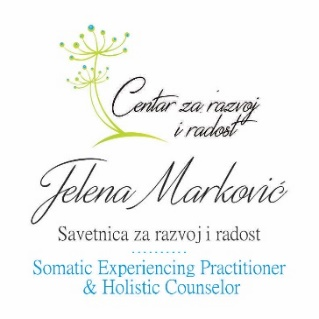 Centar za razvoj
i radost
Jelena Marković
Savetnica za razvoj i radost
Somatic Experiencing Practitioner
& Holistic Counselor